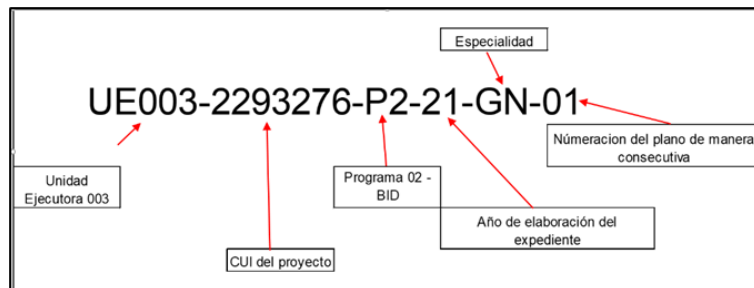 Especialidad
UE003-2293276-P2-21-GN-01
Númeracion del plano de manera
consecutiva
Unidad
Ejecutora 003
Programa 02 -
BID
Año de elaboración del
expediente
CUI del proyecto